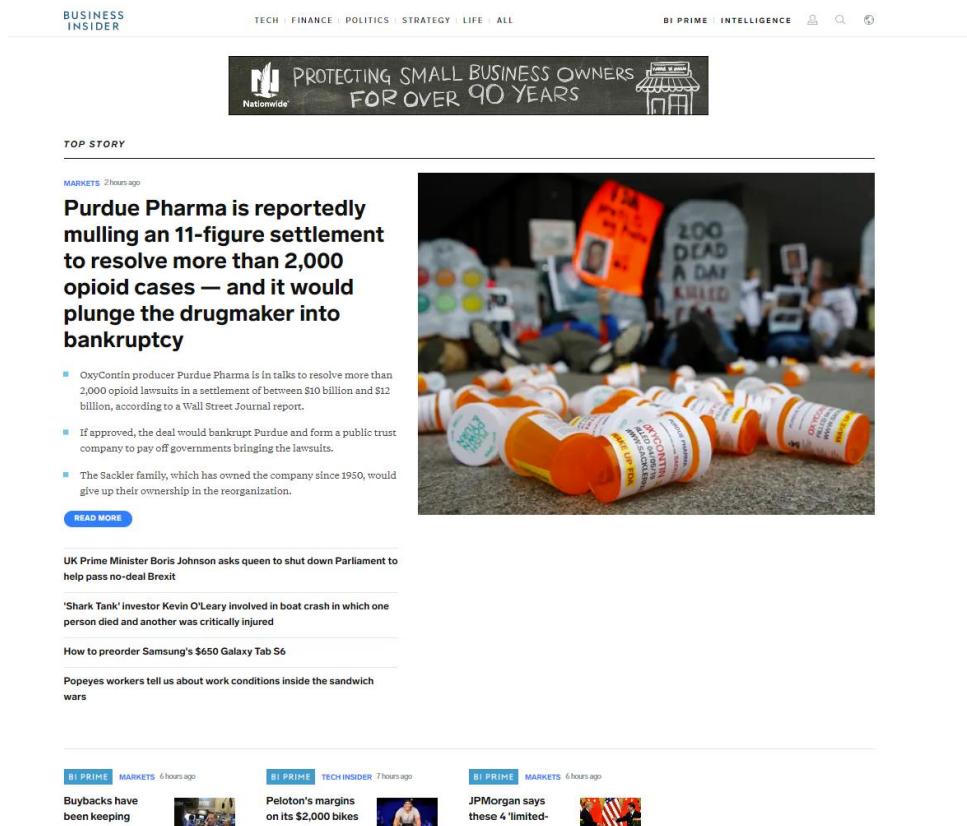 BUSINESS
INSIDER
TECH | FINANCE | POLITICS | STRATEGY | LIFE | ALL
BI PRIME | INTELLIGENCE
Nationwide
PROTECTING SMALL BUSINESS OWNERS
FOR OVER 90 YEARS
TOP STORY
MARKETS 2 hours ago
Purdue Pharma is reportedly
mulling an 11-figure settlement
to resolve more than 2,000
opioid cases — and it would
plunge the drugmaker into
bankruptcy
OxyContin producer Purdue Pharma is in talks to resolve more than
2,000 opioid lawsuits in a settlement of between $10 billion and $12
billion, according to a Wall Street Journal report.
If approved, the deal would bankrupt Purdue and form a public trust
company to pay off governments bringing the lawsuits.
The Sackler family, which has owned the company since 1950, would
give up their ownership in the reorganization.
READ MORE
200
DEAD
A DAY
KILLED
OXYCONTIN
PURDUE PHARMA
WAKE UP FDA
UK Prime Minister Boris Johnson asks queen to shut down Parliament to
help pass no-deal Brexit
'Shark Tank' investor Kevin O'Leary involved in boat crash in which one
person died and another was critically injured
How to preorder Samsung's $650 Galaxy Tab S6
Popeyes workers tell us about work conditions inside the sandwich
wars
BI PRIME MARKETS 6 hours ago
Buybacks have
been keeping
BI PRIME TECH INSIDER 7 hours ago
Peloton's margins
on its $2,000 bikes
BI PRIME MARKETS 6 hours ago
JPMorgan says
these 4 'limited-